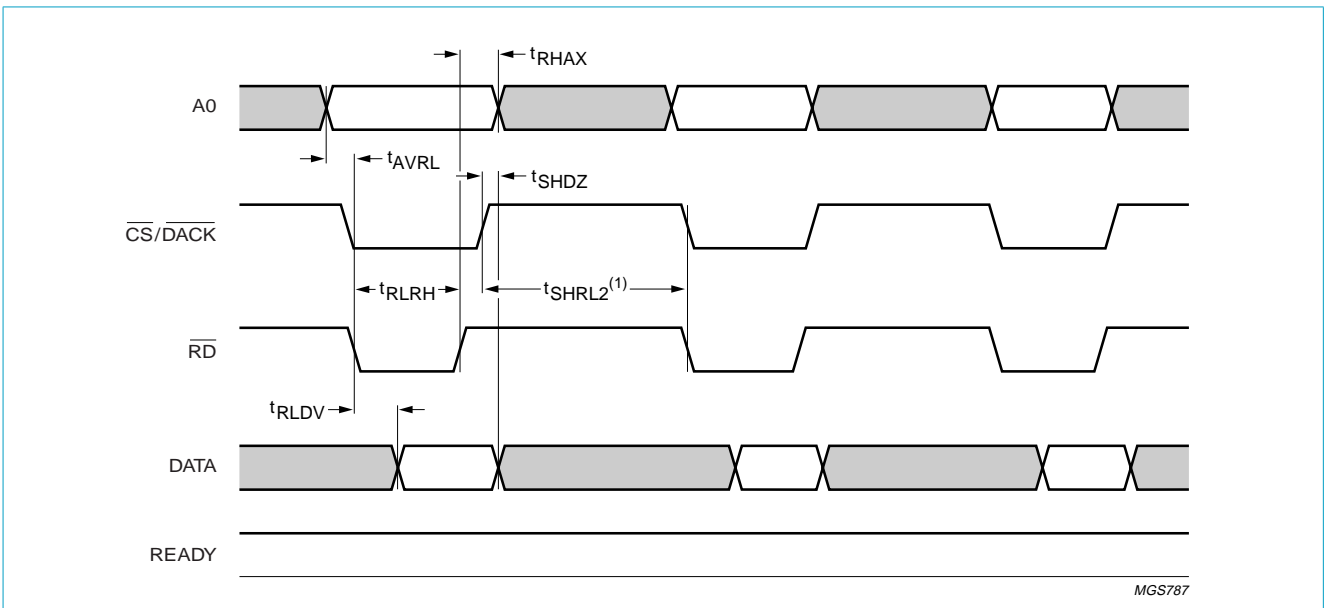 tRHAX
A0
tAVRL
tSHDZ
CS/DACK
tRLRH
tSHRL2(1)
RD
tRLDV
DATA
READY
MGS787